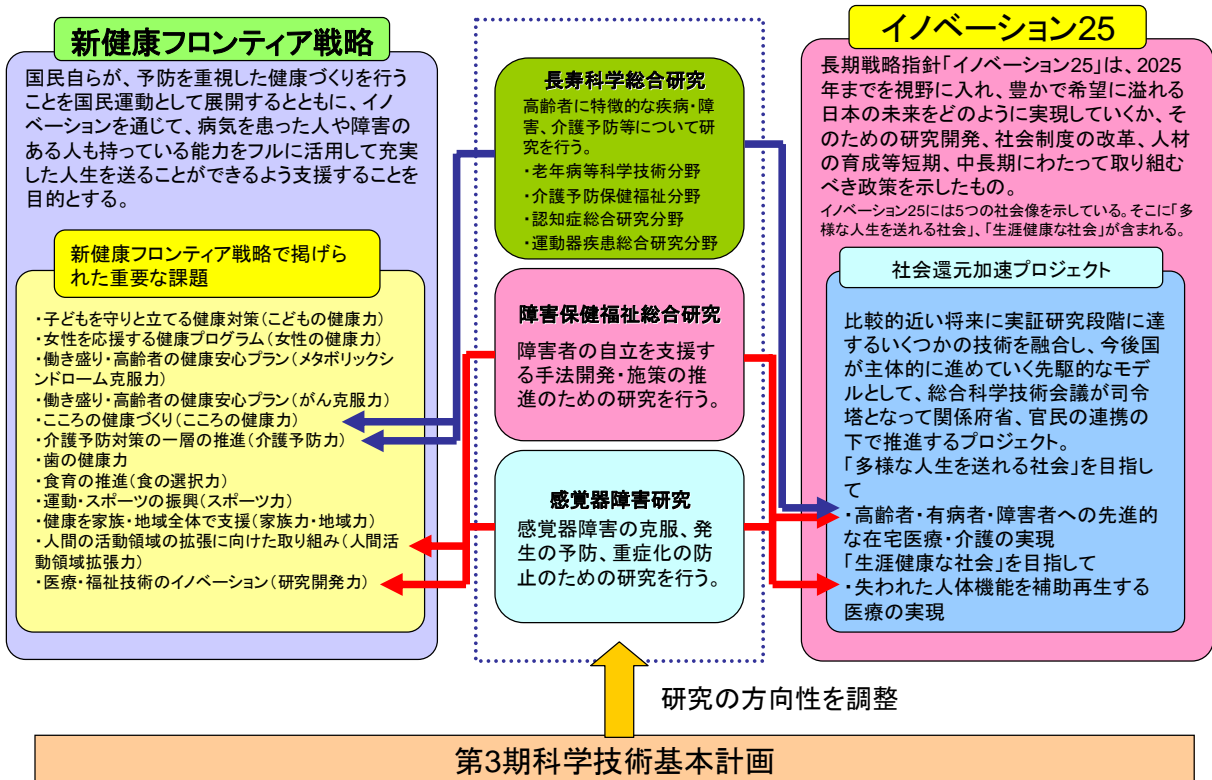 新健康フロンティア戦略
国民自らが、予防を重視した健康づくりを行う
ことを国民運動として展開するとともに、イノ
ベーションを通じて、病気を患った人や障害の
ある人も持っている能力をフルに活用して充実
した人生を送ることができるよう支援することを
目的とする。
新健康フロンティア戦略で掲げら
れた重要な課題
・子どもを守りと立てる健康対策(こどもの健康力)
・女性を応援する健康プログラム(女性の健康力)
・働き盛り・高齢者の健康安心プラン(メタボリックシ
ンドローム克服力)
・働き盛り・高齢者の健康安心プラン(がん克服力)
・こころの健康づくり(こころの健康力)
・介護予防対策の一層の推進(介護予防力)
・歯の健康力
・食育の推進(食の選択力)
・運動・スポーツの振興(スポーツ力)
・健康を家族・地域全体で支援(家族力・地域力)
・人間の活動領域の拡張に向けた取り組み(人間活
動領域拡張力)
・医療・福祉技術のイノベーション(研究開発力)
長寿科学総合研究
高齢者に特徴的な疾病・障
害、介護予防等について研
究を行う。
・老年病等科学技術分野
・介護予防保健福祉分野
・認知症総合研究分野
・運動器疾患総合研究分野
障害保健福祉総合研究
障害者の自立を支援す
る手法開発・施策の推
進のための研究を行う。
感覚器障害研究
感覚器障害の克服、発
生の予防、重症化の防
止のための研究を行う。
イノベーション25
長期戦略指針「イノベーション25」は、2025
年までを視野に入れ、豊かで希望に溢れる
日本の未来をどのように実現していくか、そ
のための研究開発、社会制度の改革、人材
の育成等短期、中長期にわたって取り組む
べき政策を示したもの。
イノベーション25には5つの社会像を示している。そこに「多
様な人生を送れる社会」、「生涯健康な社会」が含まれる。
社会還元加速プロジェクト
比較的近い将来に実証研究段階に達
するいくつかの技術を融合し、今後国
が主体的に進めていく先駆的なモデ
ルとして、総合科学技術会議が司令
塔となって関係府省、官民の連携の
下で推進するプロジェクト。
「多様な人生を送れる社会」を目指し
て
・高齢者・有病者・障害者への先進的
な在宅医療・介護の実現
「生涯健康な社会」を目指して
・失われた人体機能を補助再生する
医療の実現
研究の方向性を調整
第3期科学技術基本計画